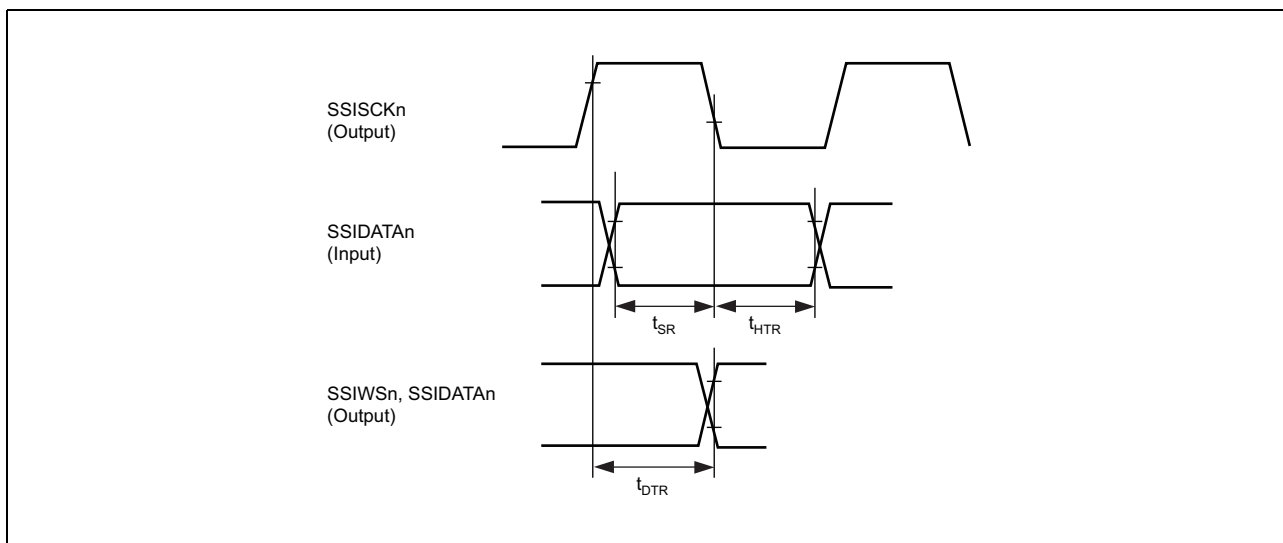 SSISCKn
(Output)
SSIDATAn
(Input)
tSR
tHTR
SSIWSn, SSIDATAn
(Output)
tDTR